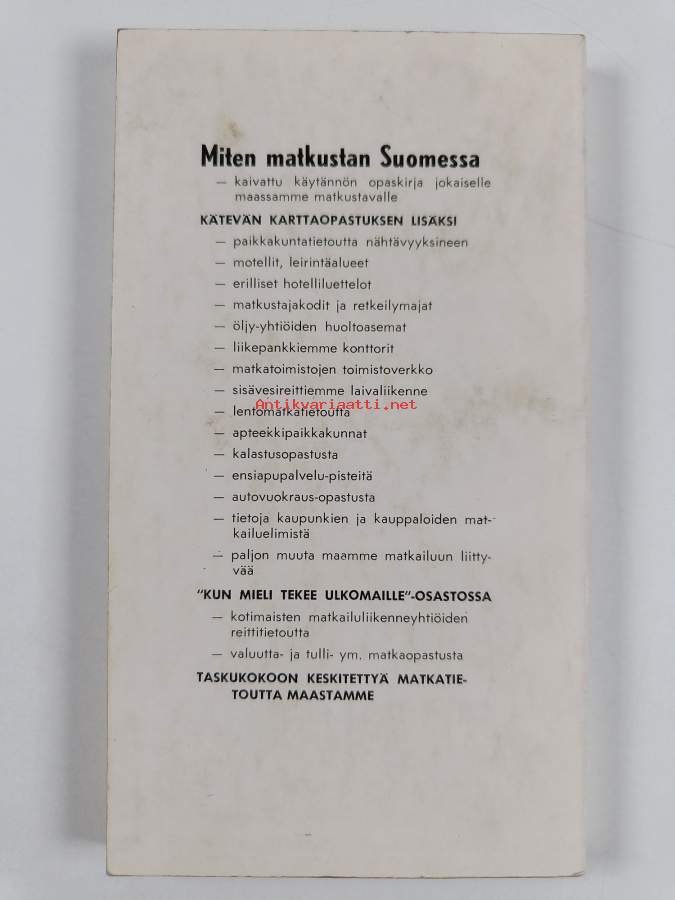 Miten matkustan Suomessa
— kaivattu käytännön opaskirja jokaiselle
maassamme matkustavalle
KÄTEVÄN KARTTAOPASTUKSEN LISÄKSI
— paikkakuntatietoutta nähtävyyksineen
— motellit, leirintäalueet
— erilliset hotelliluettelot
— matkustajakodit ja retkeilymajat
— öljy-yhtiöiden huoltoasemat
— liikepankkiemme konttorit
— matkatoimistojen toimistoverkko
— sisävesireittiemme laivaliikenne
Antikvariaatti.net
— lentomatkatietoutta
— apteekkipaikkakunnat
— kalastusopastusta
— ensiapupalvelu-pisteitä
— autovuokraus-opastusta
— tietoja kaupunkien ja kauppaloiden mat-
kailuelimistä
— paljon muuta maamme matkailuun liitty-
vää
"KUN MIELI TEKEE ULKOMAILLE"-OSASTOSSA
— kotimaisten matkailuliikenneyhtiöiden
reittitietoutta
— valuutta- ja tulli- ym. matkaopastusta
TASKUKOKOON KESKITETTYÄ MATKATIE-
TOUTTA MAASTAMME